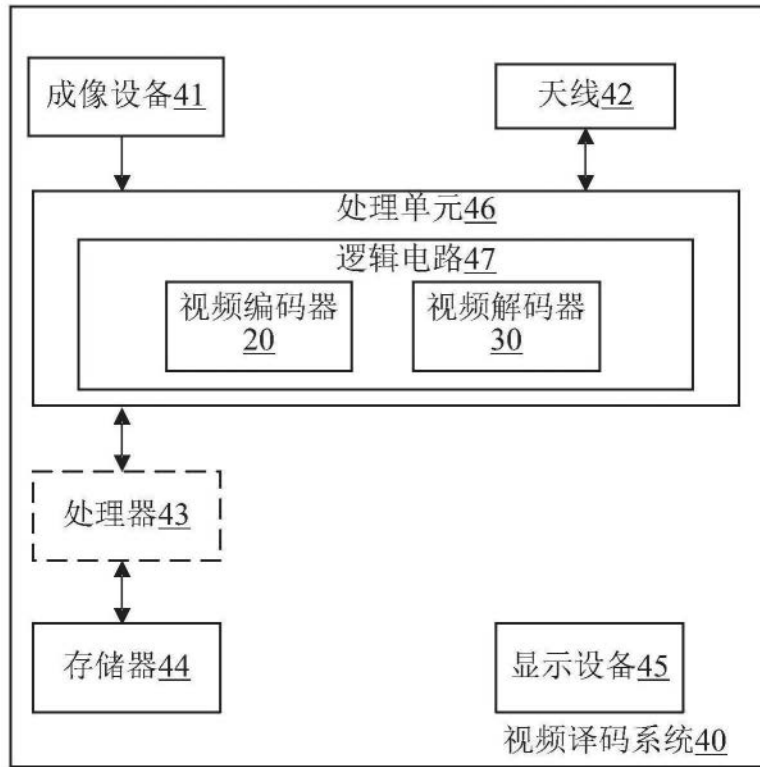 成像设备41
天线42
处理单元46
逻辑电路47
视频编码器
20
视频解码器
30
处理器43
存储器44
显示设备45
视频译码系统40